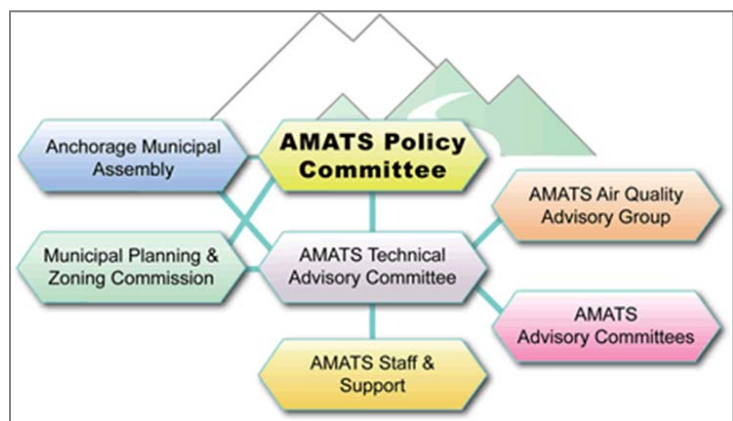 Anchorage Municipal
Assembly
AMATS Policy
Committee
AMATS Air Quality
Advisory Group
Municipal Planning &
Zoning Commission
AMATS Technical
Advisory Committee
AMATS
Advisory Committees
AMATS Staff &
Support